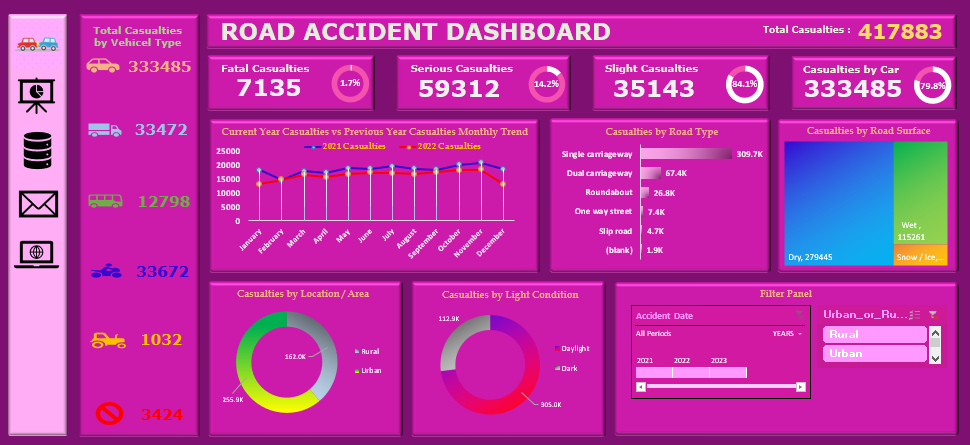 Total Casualties
by Vehicel Type
333485
33472
12798
33672
1032
3424
ROAD ACCIDENT DASHBOARD
Total Casualties :
417883
Fatal Casualties
7135
1.7%
Serious Casualties
59312
14.2%
Slight Casualties
35143
84.1%
Casualties by Car
333485
79.8%
Current Year Casualties vs Previous Year Casualties Monthly Trend
2021 Casualties
2022 Casualties
25000
20000
15000
10000
5000
0
January
February
March
April
May
June
July
August
September
October
November
December
Casualties by Road Type
Single carriageway
309.7K
Dual carriageway
67.4K
Roundabout
26.8K
One way street
7.4K
Slip road
4.7K
(blank)
1.9K
Casualties by Road Surface
Dry, 279445
Wet ,
115261
Snow / Ice,...
Casualties by Location/Area
162.0K
255.9K
Rural
Urban
Casualties by Light Condition
112.9K
305.0K
Daylight
Dark
Filter Panel
Accident Date
All Periods
YEARS
2021
2022
2023
Urban_or_Ru...
Rural
Urban